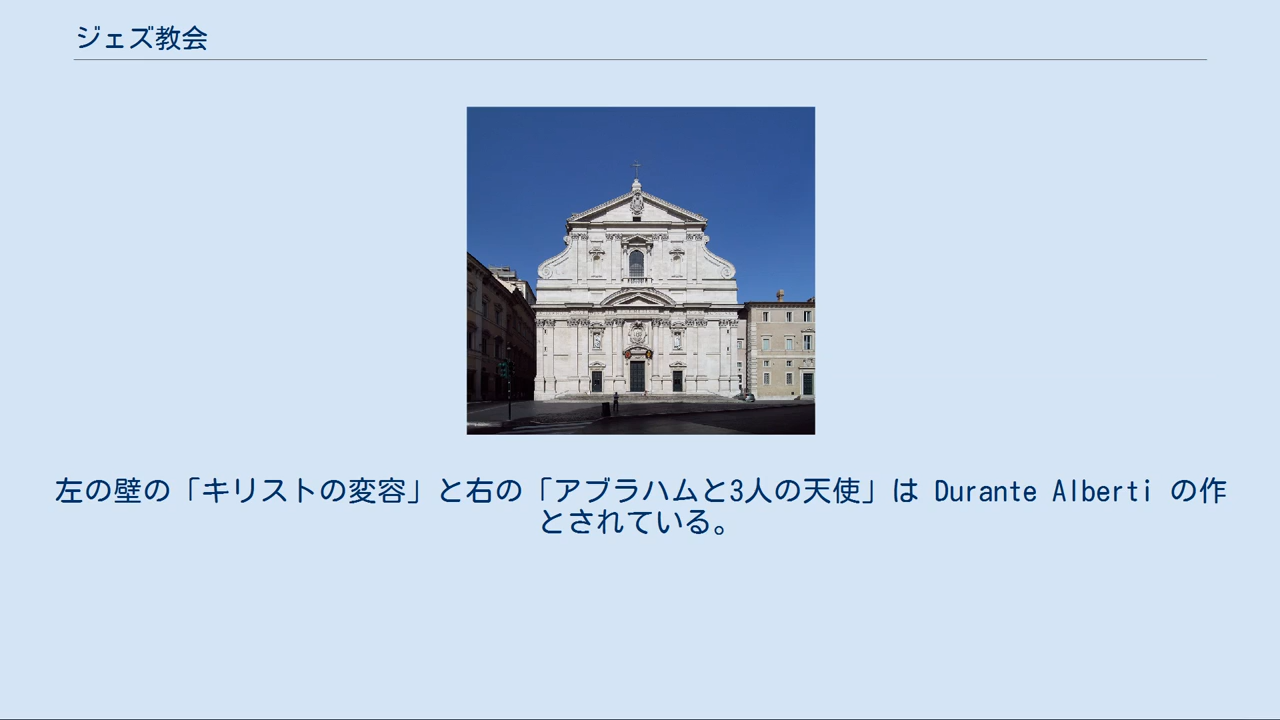 ジェズ教会
左の壁の「キリストの変容」と右の「アブラハムと3人の天使」は Durante Alberti の作
とされている。